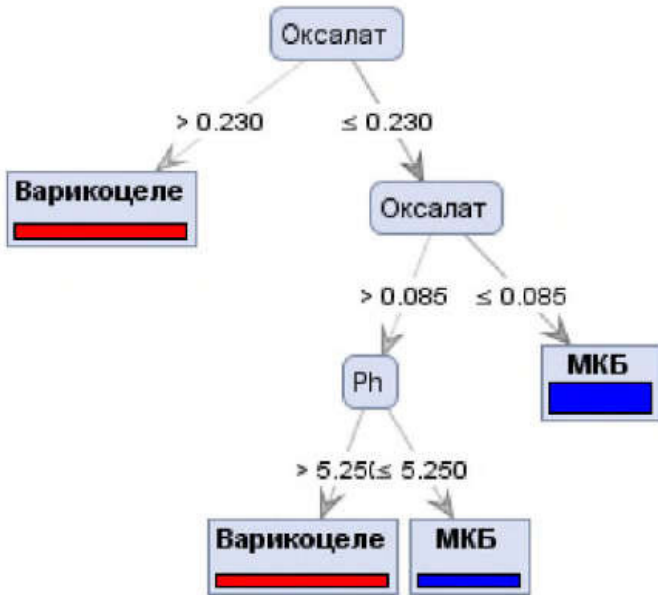 Оксалат
> 0.230
≤ 0.230
Варикоцеле
Оксалат
> 0.085
≤ 0.085
Ph
МКБ
> 5.25(
≤ 5.250
Варикоцеле
МКБ